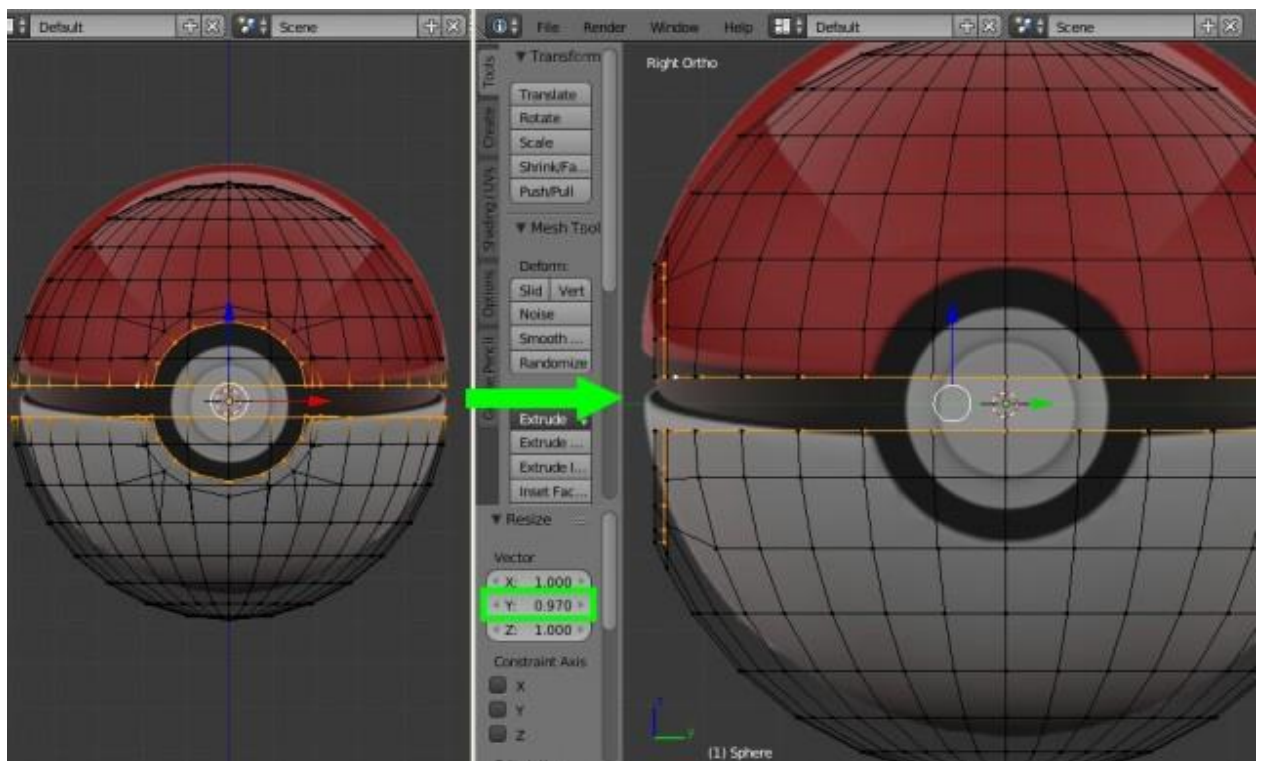 Default Scene
File Render Window Help Default Scene
Tools
Create
Shading / UVs
Options
Right Ortho
▼ Transform
Translate
Rotate
Scale
Shrink/Fa...
Push/Pull
▼ Mesh Tool
Deform:
Slid Vert
Noise
Smooth ...
Randomize
Extrude
Extrude ...
Extrude I...
Inset Fac...
▼ Resize
Vector
X: 1.000
Y: 0.970
Z: 1.000
Constraint Axis
X
Y
Z
z
y
(1) Sphere